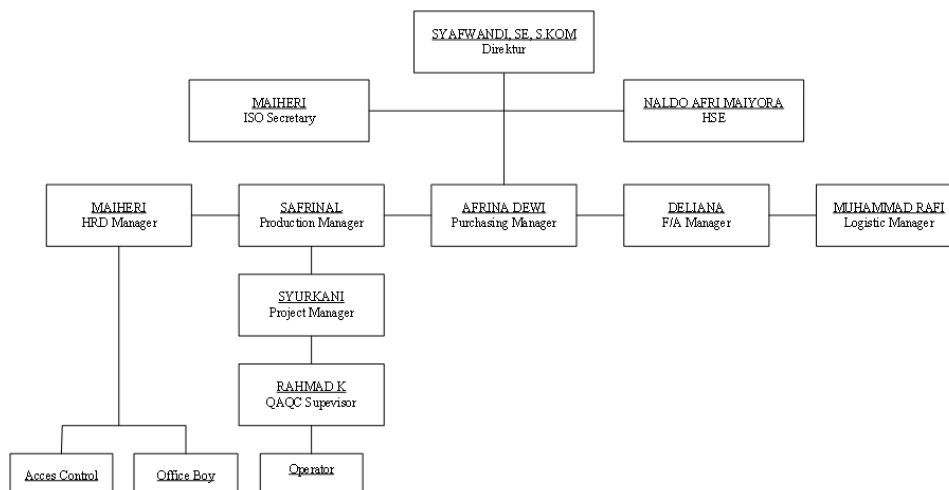 SYAFWANDI, SE, S.KOM
Direktur
MAIHERI
ISO Secretary
NALDO AFRI MAIYORA
HSE
MAIHERI
HRD Manager
SAFRINAL
Production Manager
AFRINA DEWI
Purchasing Manager
DELIANA
F/A Manager
MUHAMMAD RAFI
Logistic Manager
SYURKANI
Project Manager
RAHMAD K
QAQC Supevisor
Acces Control
Office Boy
Operator